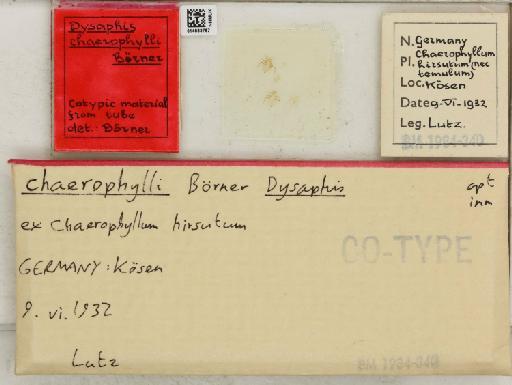 Dysaphis
chaerophylli
Börner
Cotypic material
from tube
det. Börner
N. Germany
Pl. Chaerophyllum
hirsutum (nec
temulum)
Loc. Kösen
Date 9-VI-1932
Leg. Lutz.
BM 1984-340
chaerophylli Börner Dysaphis
apt
imm
ex Chaerophyllum hirsutum
CO-TYPE
GERMANY: Kösen
9. vi. 1932
Lutz
BM 1984-340